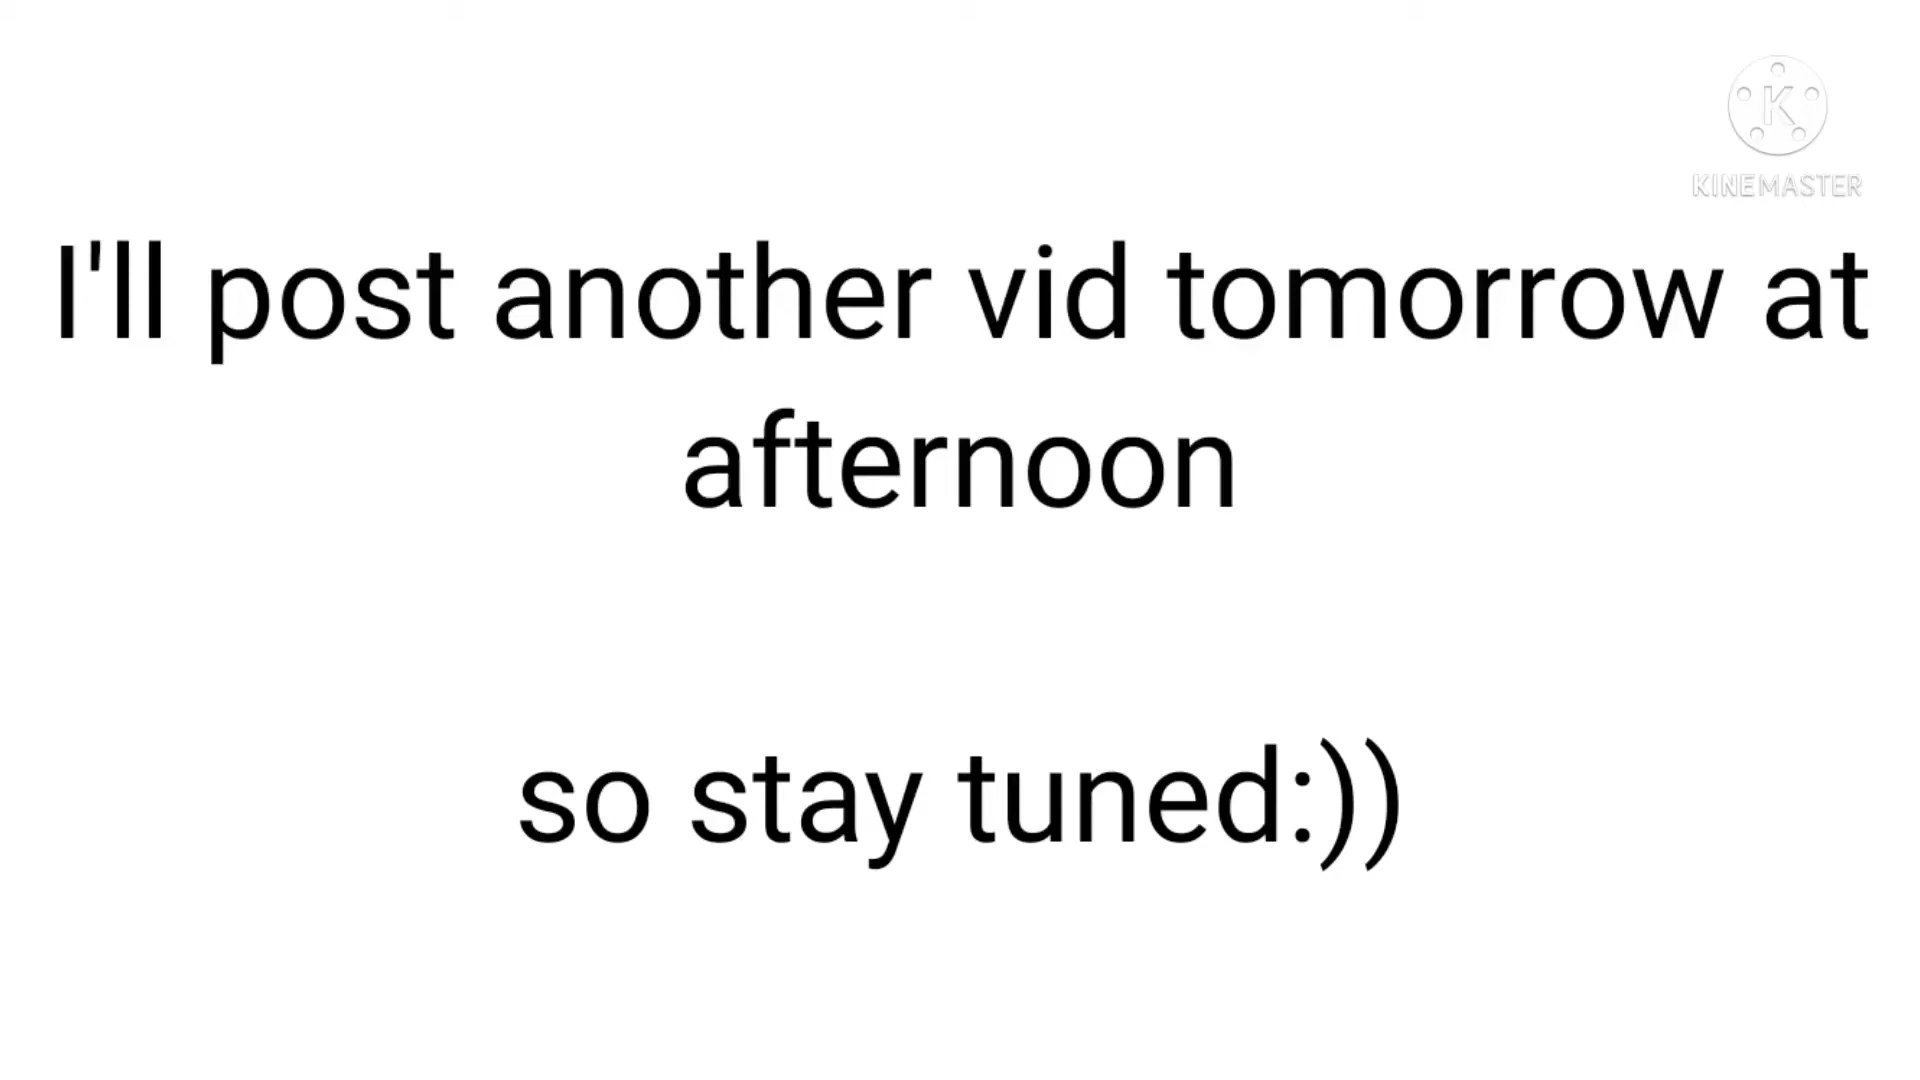 K
KINEMASTER
I'll post another vid tomorrow at
afternoon
so stay tuned:))